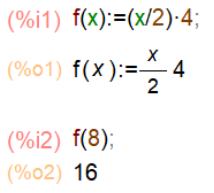 (%i1) f(x):=(x/2)·4;
(%o1) f(x):=x/2 4
(%i2) f(8);
(%o2) 16